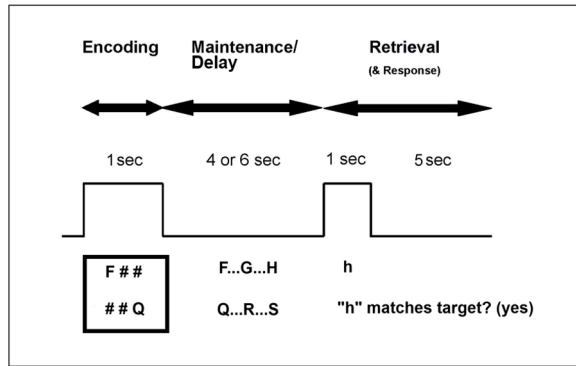 Encoding Maintenance/ Retrieval
Delay (& Response)
1 sec 4 or 6 sec 1 sec 5 sec
F # # F...G...H h
# # Q Q...R...S "h" matches target? (yes)